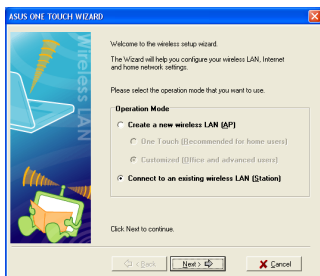 ASUS ONE TOUCH WIZARD
Wireless LAN
Welcome to the wireless setup wizard.
The Wizard will help you configure your wireless LAN, Internet
and home network settings.
Please select the operation mode that you want to use.
Operation Mode
Create a new wireless LAN (AP)
One Touch (Recommended for home users)
Customized (Office and advanced users)
Connect to an existing wireless LAN (Station)
Click Next to continue.
< Back
Next >
Cancel